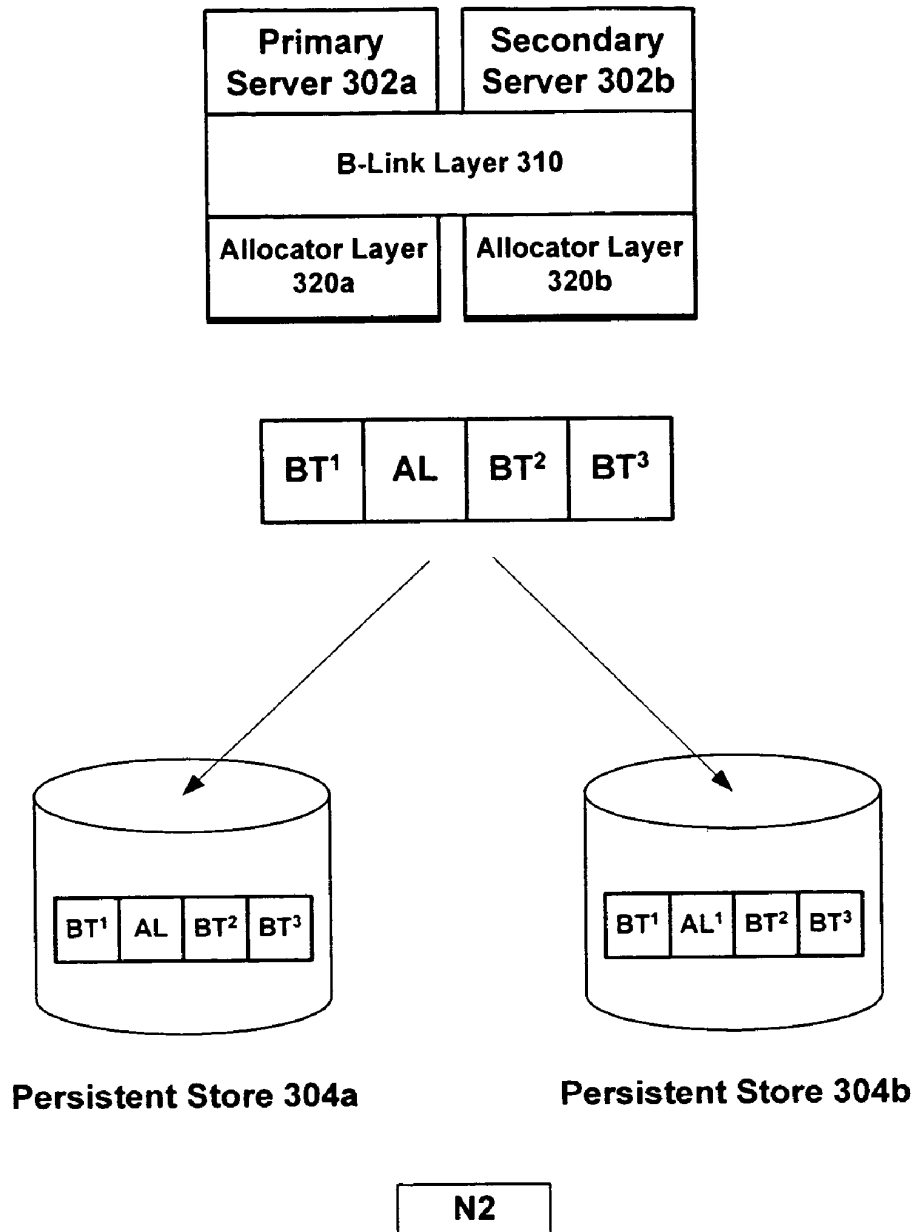 Primary
Server 302a
Secondary
Server 302b
B-Link Layer 310
Allocator Layer
320a
Allocator Layer
320b
BT¹ AL BT² BT³
BT¹ AL BT² BT³
BT¹ AL¹ BT² BT³
Persistent Store 304a
Persistent Store 304b
N2